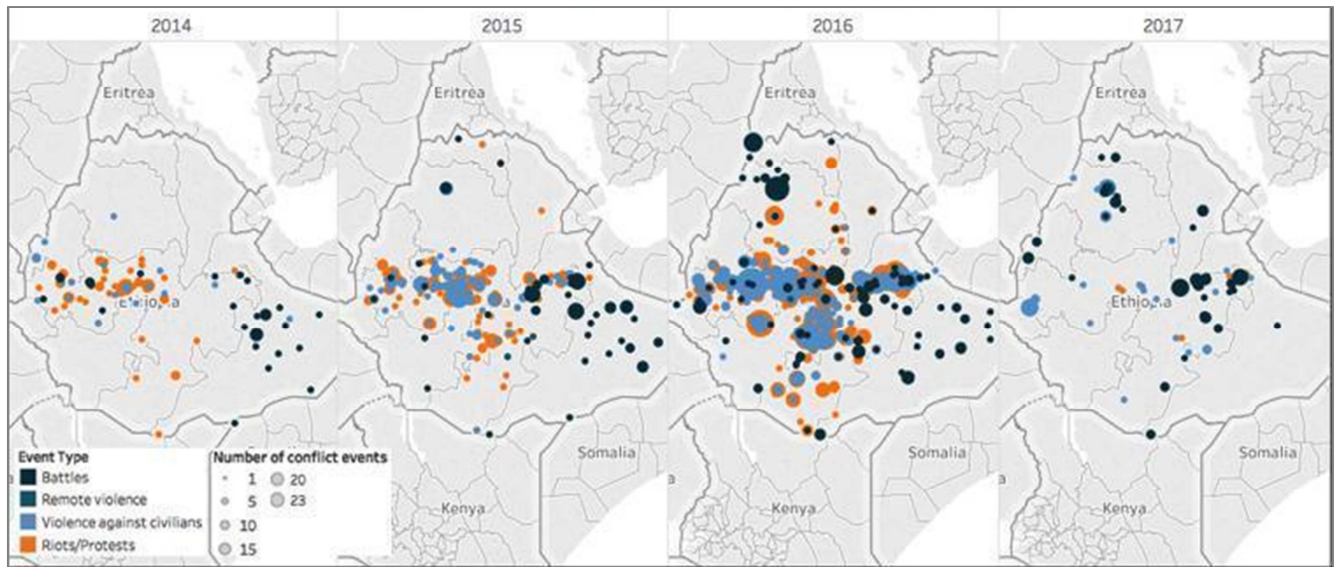 2014 2015 2016 2017
Eritrea Eritrea Eritrea Eritrea
Ethiopia Ethiopia
Somalia Somalia Somalia
Kenya Kenya Kenya
Event Type
Battles
Remote violence
Violence against civilians
Riots/Protests
Number of conflict events
1 20
5 23
10
15